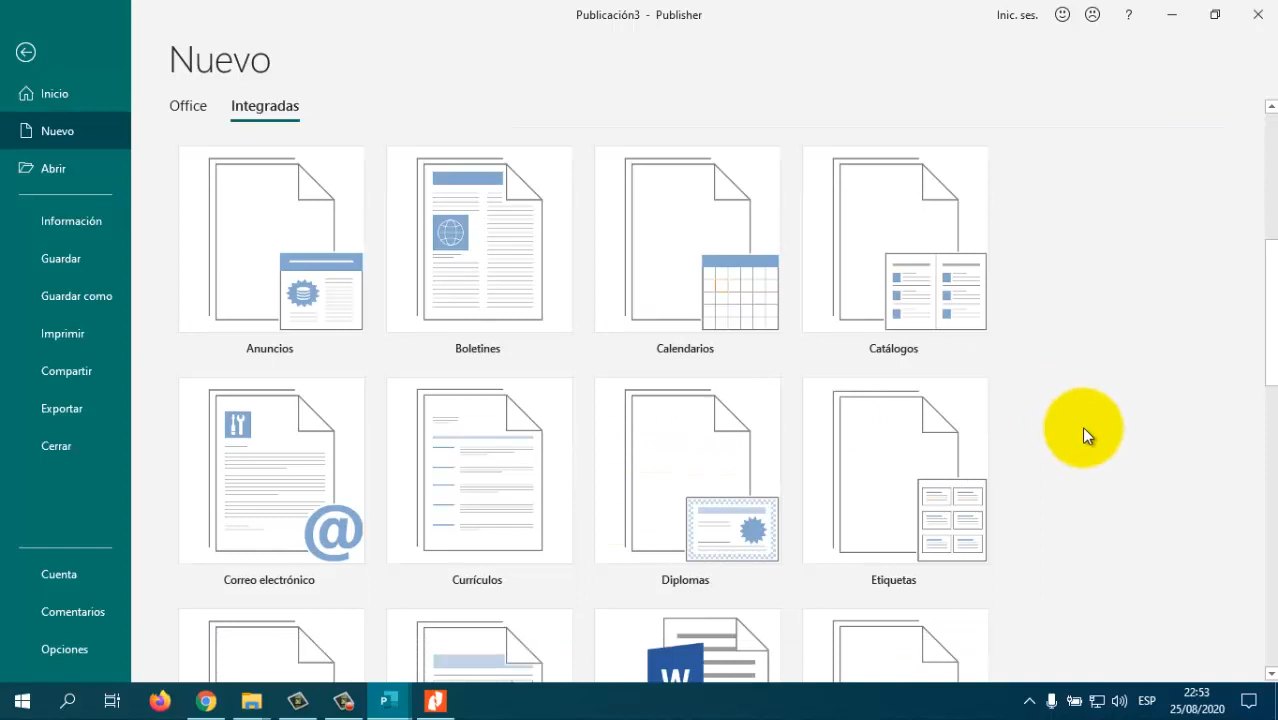 Publicación3 - Publisher
Inic. ses.
?
Nuevo
Office
Integradas
Inicio
Nuevo
Abrir
Información
Guardar
Guardar como
Imprimir
Compartir
Exportar
Cerrar
Cuenta
Comentarios
Opciones
Anuncios
Boletines
Calendarios
Catálogos
@
Correo electrónico
Currículos
Diplomas
Etiquetas
W
P
ESP
22:53
25/08/2020